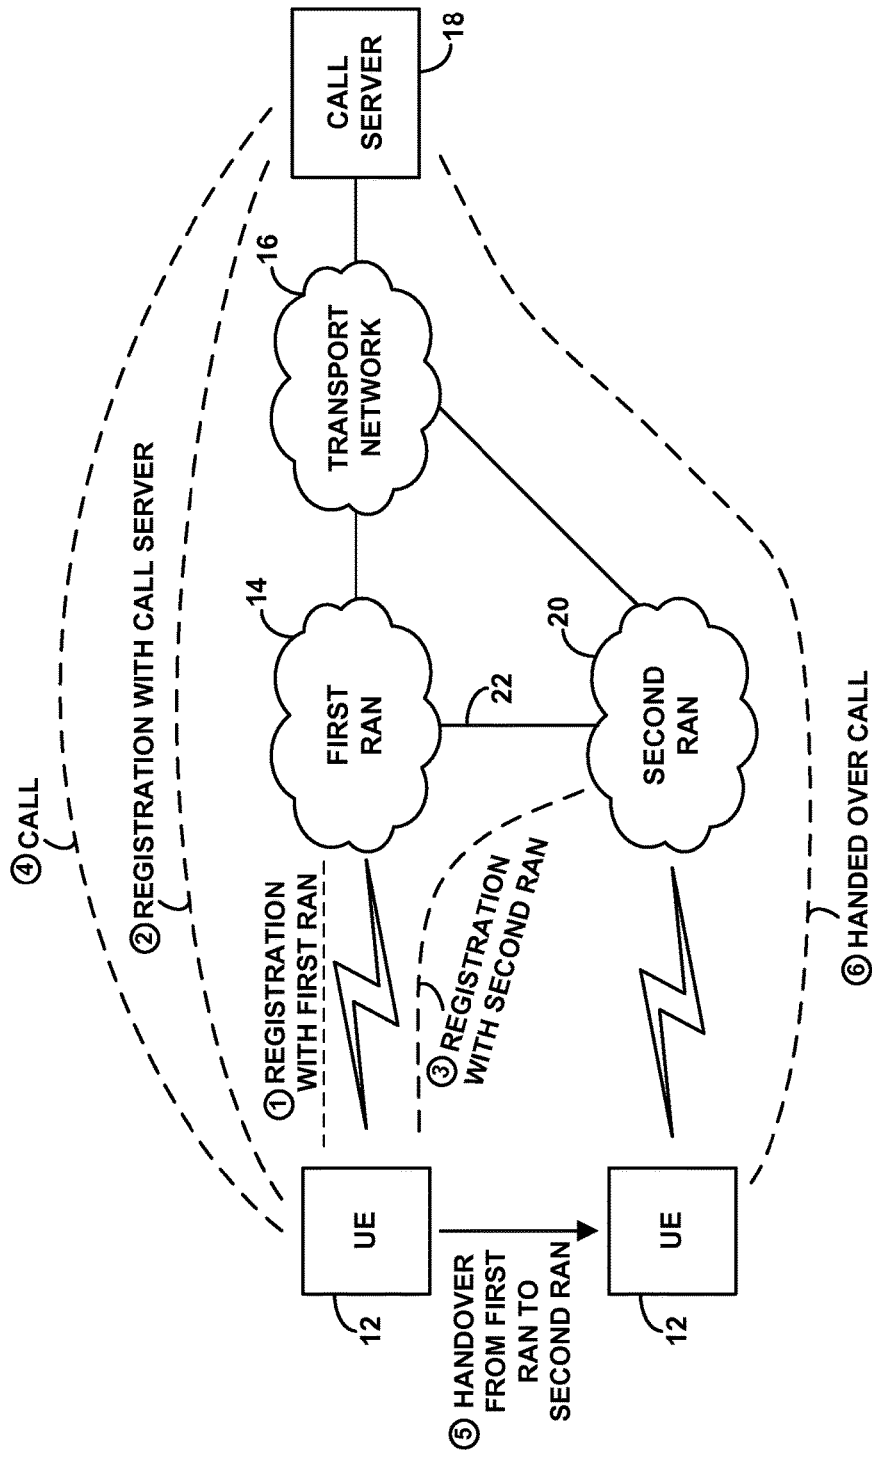 ④ CALL
② REGISTRATION WITH CALL SERVER
① REGISTRATION
WITH FIRST RAN
14
16
UE
FIRST
RAN
TRANSPORT
NETWORK
CALL
SERVER
12
18
③ REGISTRATION
WITH SECOND RAN
22
⑤ HANDOVER
FROM FIRST
RAN TO
SECOND RAN
20
UE
SECOND
RAN
12
⑥ HANDED OVER CALL